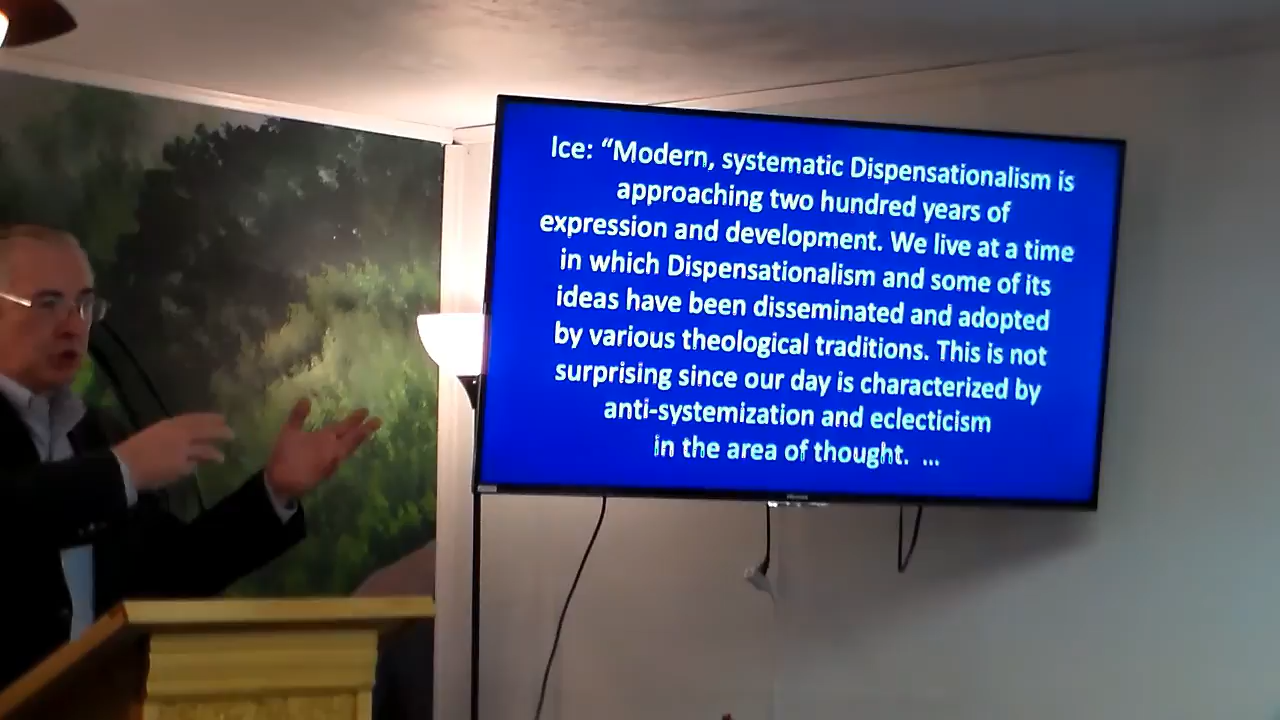 Ice: “Modern, systematic Dispensationalism is
approaching two hundred years of
expression and development. We live at a time
in which Dispensationalism and some of its
ideas have been disseminated and adopted
by various theological traditions. This is not
surprising since our day is characterized by
anti-systemization and eclecticism
in the area of thought. ...
Hisense